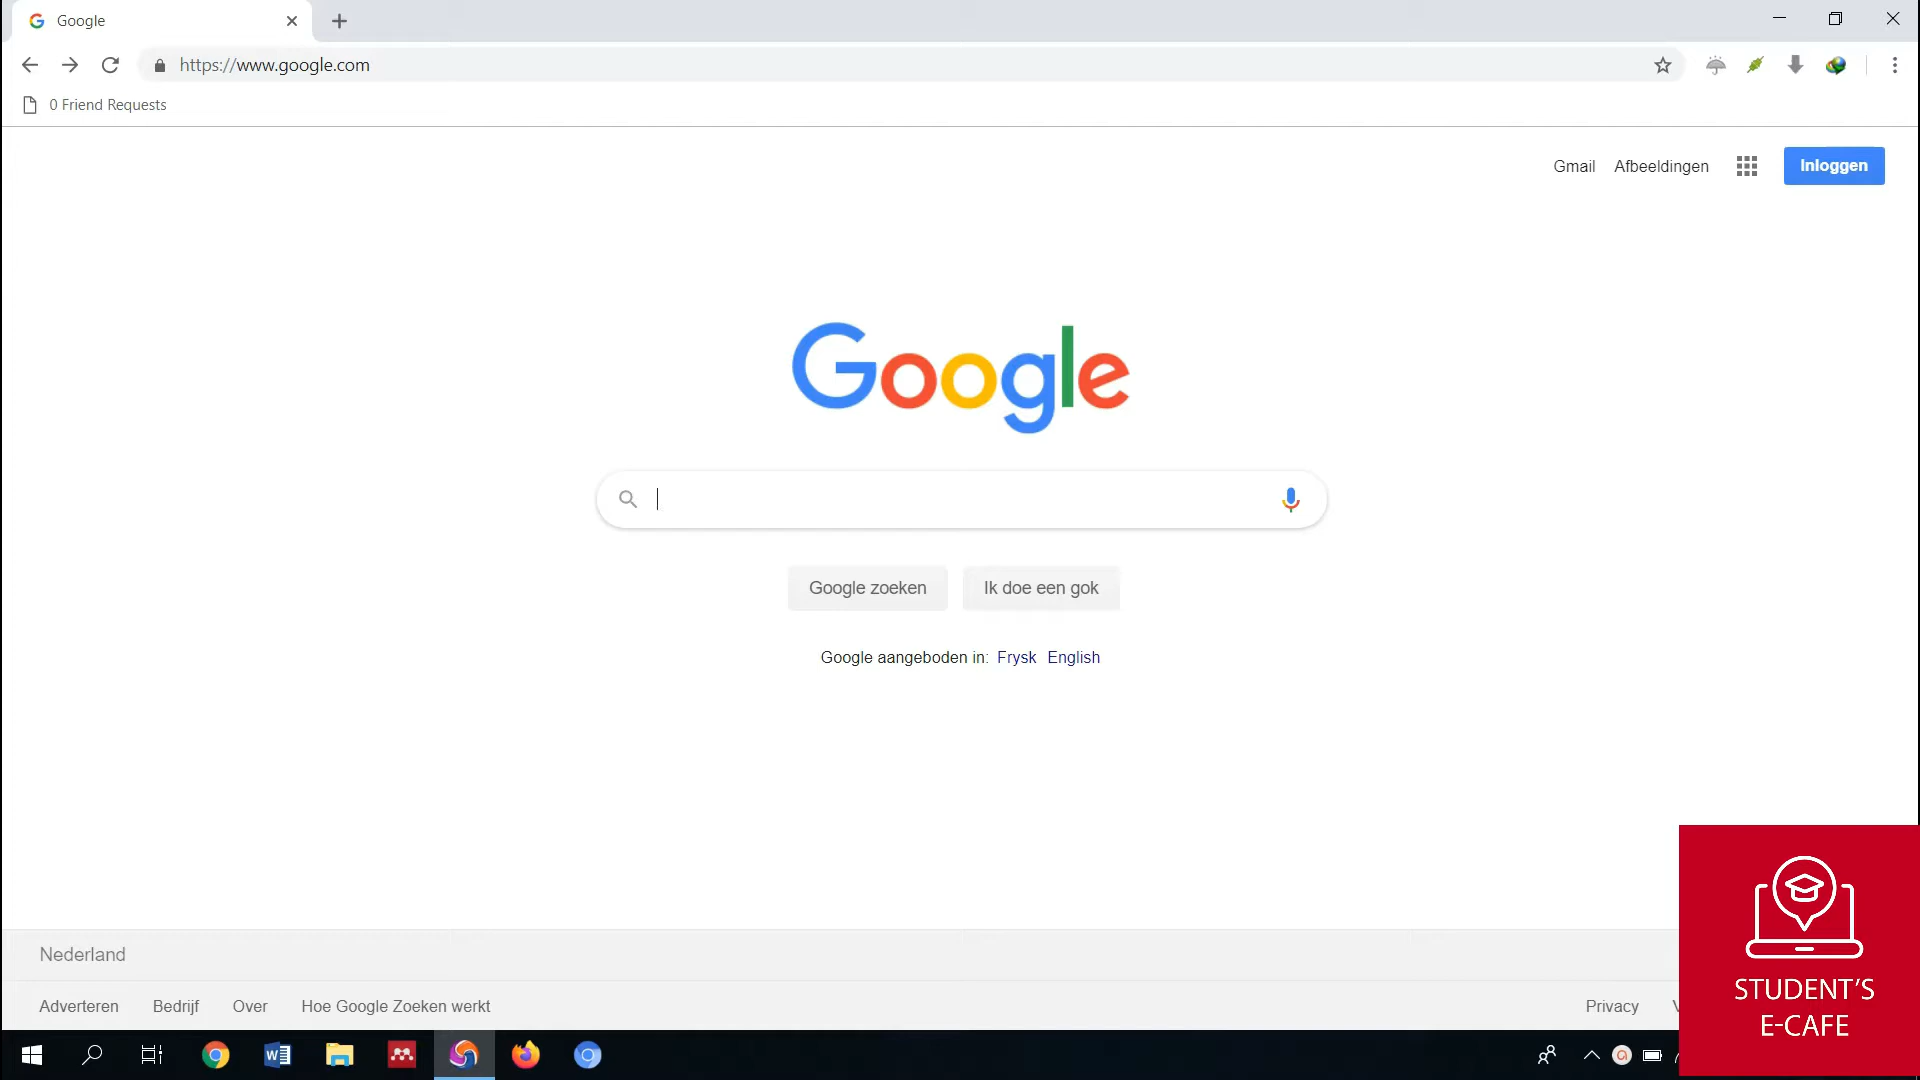 Google
https://www.google.com
0 Friend Requests
Gmail Afbeeldingen Inloggen
Google
Google zoeken Ik doe een gok
Google aangeboden in: Frysk English
Nederland
Adverteren Bedrijf Over Hoe Google Zoeken werkt Privacy
STUDENT'S
E-CAFE